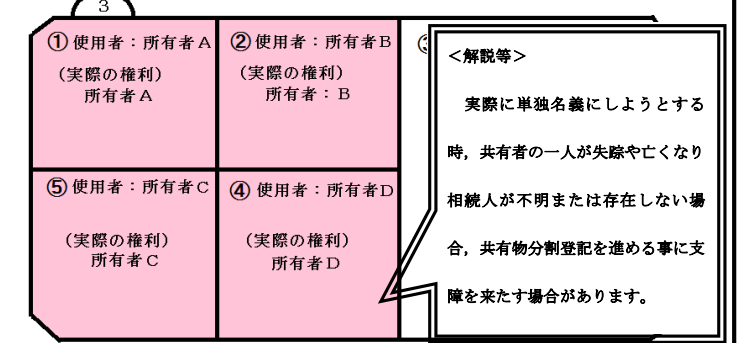 3
①使用者：所有者A
（実際の権利）
所有者A
②使用者：所有者B
（実際の権利）
所有者：B
⑤使用者：所有者C
（実際の権利）
所有者C
④使用者：所有者D
（実際の権利）
所有者D
＜解説等＞
実際に単独名義にしようとする
時，共有者の一人が失踪や亡くなり
相続人が不明または存在しない場
合，共有物分割登記を進める事に支
障を来たす場合があります。